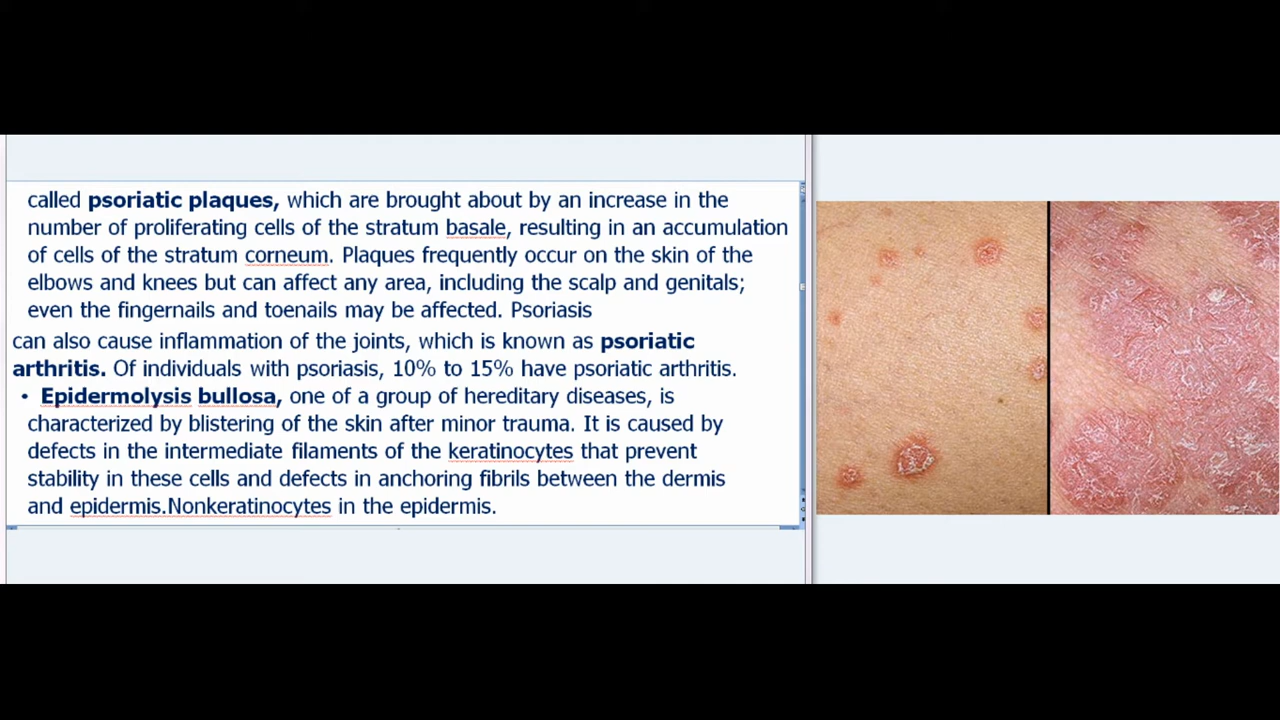 called psoriatic plaques, which are brought about by an increase in the
number of proliferating cells of the stratum basale, resulting in an accumulation
of cells of the stratum corneum. Plaques frequently occur on the skin of the
elbows and knees but can affect any area, including the scalp and genitals;
even the fingernails and toenails may be affected. Psoriasis
can also cause inflammation of the joints, which is known as psoriatic
arthritis. Of individuals with psoriasis, 10% to 15% have psoriatic arthritis.
• Epidermolysis bullosa, one of a group of hereditary diseases, is
characterized by blistering of the skin after minor trauma. It is caused by
defects in the intermediate filaments of the keratinocytes that prevent
stability in these cells and defects in anchoring fibrils between the dermis
and epidermis.Nonkeratinocytes in the epidermis.